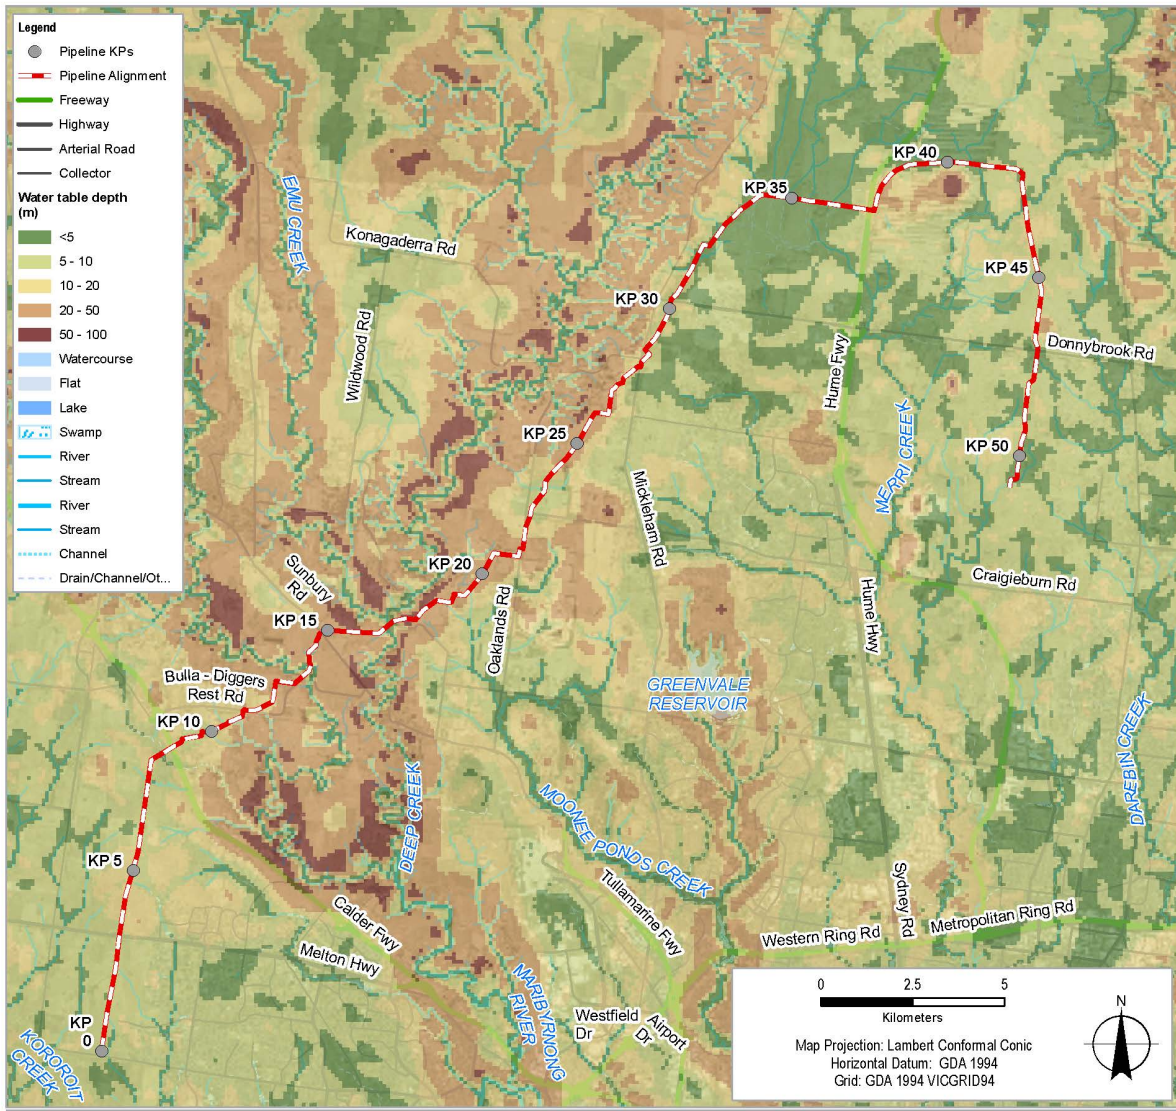 Legend
Pipeline KPs
Pipeline Alignment
Freeway
Highway
Arterial Road
Collector
Water table depth
(m)
<5
5 - 10
10 - 20
20 - 50
50 - 100
Watercourse
Flat
Lake
Swamp
River
Stream
River
Stream
Channel
Drain/Channel/Ot...
EMU CREEK
Konagaderra Rd
Wildwood Rd
KP 40
KP 35
KP 45
KP 30
Donnybrook Rd
Hume Fwy
MERRI CREEK
KP 25
KP 50
Mickleham Rd
KP 20
Sunbury
Rd
KP 15
Oaklands Rd
Craigieburn Rd
Hume Hwy
Bulla - Diggers
Rest Rd
KP 10
GREENVALE
RESERVOIR
DEEP CREEK
MOONEE PONDS CREEK
DAREBIN CREEK
KP 5
Calder Fwy
Melton Hwy
Tullamarine Fwy
Sydney Rd
Western Ring Rd
Metropolitan Ring Rd
MARIBYRNONG
RIVER
Westfield
Dr
Airport
Dr
KP
0
KOROROIT
CREEK
0 2.5 5
Kilometers
N
Map Projection: Lambert Conformal Conic
Horizontal Datum: GDA 1994
Grid: GDA 1994 VICGRID94